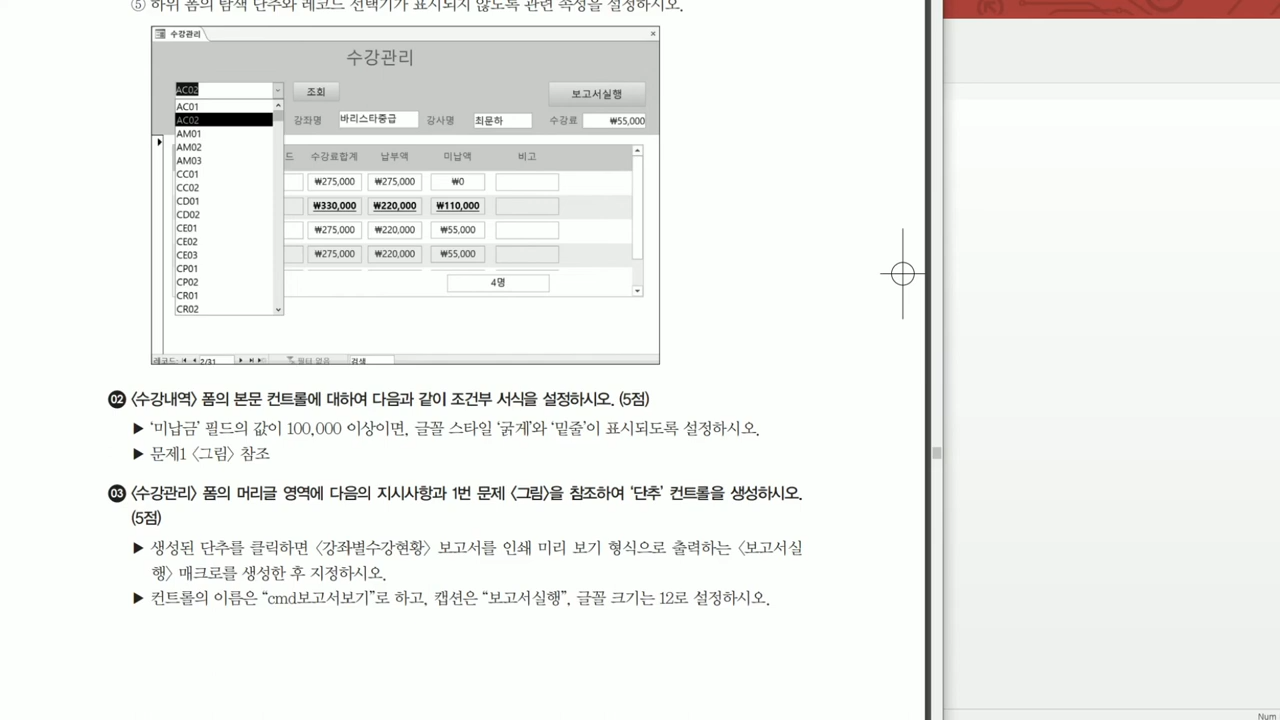 ⑤ 하위 폼의 탐색 단추와 레코드 선택기가 표시되지 않도록 관련 속성을 설정하시오.
수강관리
수강관리
AC02 조회 보고서실행
강좌명 바리스타중급 강사명 최문하 수강료 ₩55,000
AC01
AC02
AM01
AM02
AM03
CC01
CC02
CD01
CD02
CE01
CE02
CE03
CP01
CP02
CR01
CR02
드 수강료합계 납부액 미납액 비고
₩275,000 ₩275,000 ₩0
₩330,000 ₩220,000 ₩110,000
₩275,000 ₩220,000 ₩55,000
₩275,000 ₩220,000 ₩55,000
4명
레코드: 2/31 필터 없음 검색
02 〈수강내역〉 폼의 본문 컨트롤에 대하여 다음과 같이 조건부 서식을 설정하시오. (5점)
▶ ‘미납금’ 필드의 값이 100,000 이상이면, 글꼴 스타일 ‘굵게’와 ‘밑줄’이 표시되도록 설정하시오.
▶ 문제1 〈그림〉 참조
03 〈수강관리〉 폼의 머리글 영역에 다음의 지시사항과 1번 문제 〈그림〉을 참조하여 ‘단추’ 컨트롤을 생성하시오.
(5점)
▶ 생성된 단추를 클릭하면 〈강좌별수강현황〉 보고서를 인쇄 미리 보기 형식으로 출력하는 〈보고서실
행〉 매크로를 생성한 후 지정하시오.
▶ 컨트롤의 이름은 “cmd보고서보기”로 하고, 캡션은 “보고서실행”, 글꼴 크기는 12로 설정하시오.
Num